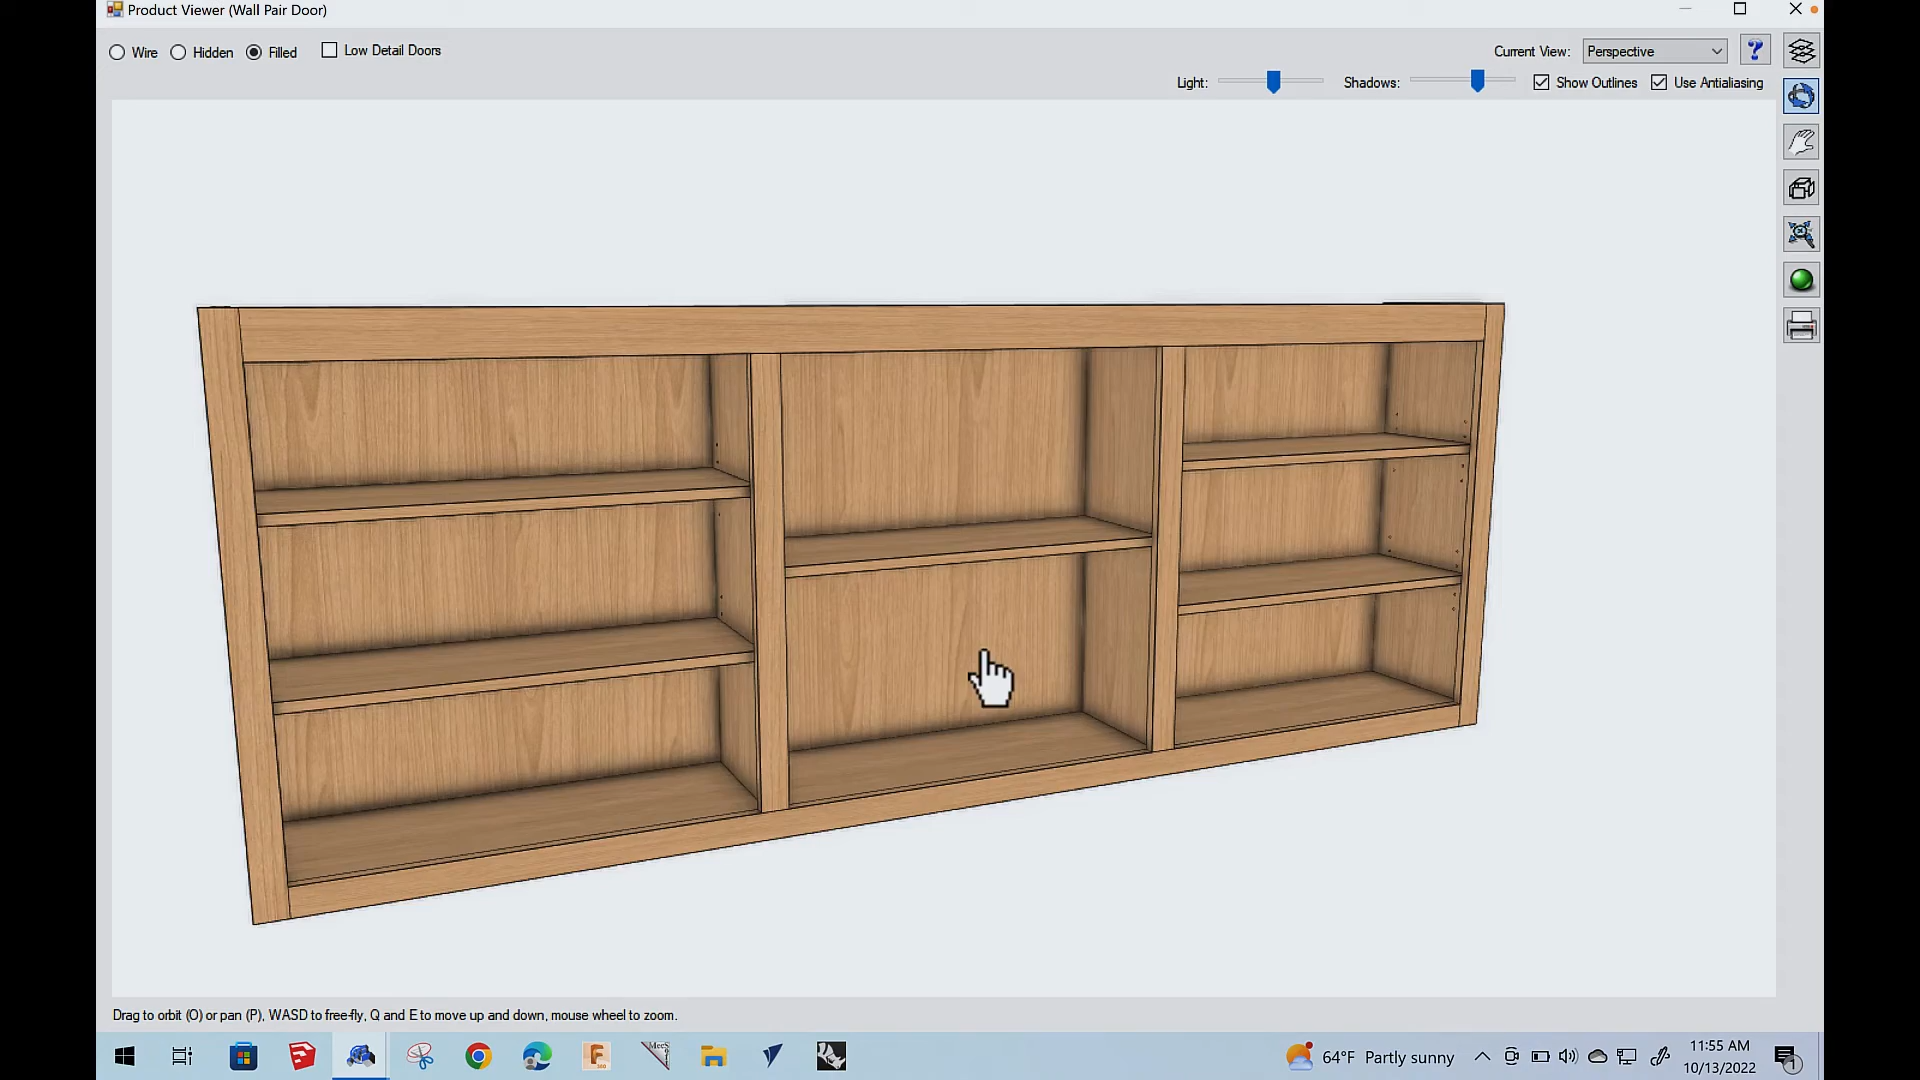 Product Viewer (Wall Pair Door)
Wire Hidden Filled Low Detail Doors Current View: Perspective ?
Light: Shadows: Show Outlines Use Antialiasing
Drag to orbit (O) or pan (P), WASD to free-fly, Q and E to move up and down, mouse wheel to zoom.
64°F Partly sunny
11:55 AM
10/13/2022
1